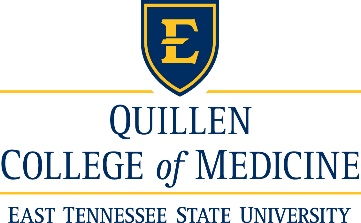 E
QUILLEN
COLLEGE of MEDICINE
EAST TENNESSEE STATE UNIVERSITY